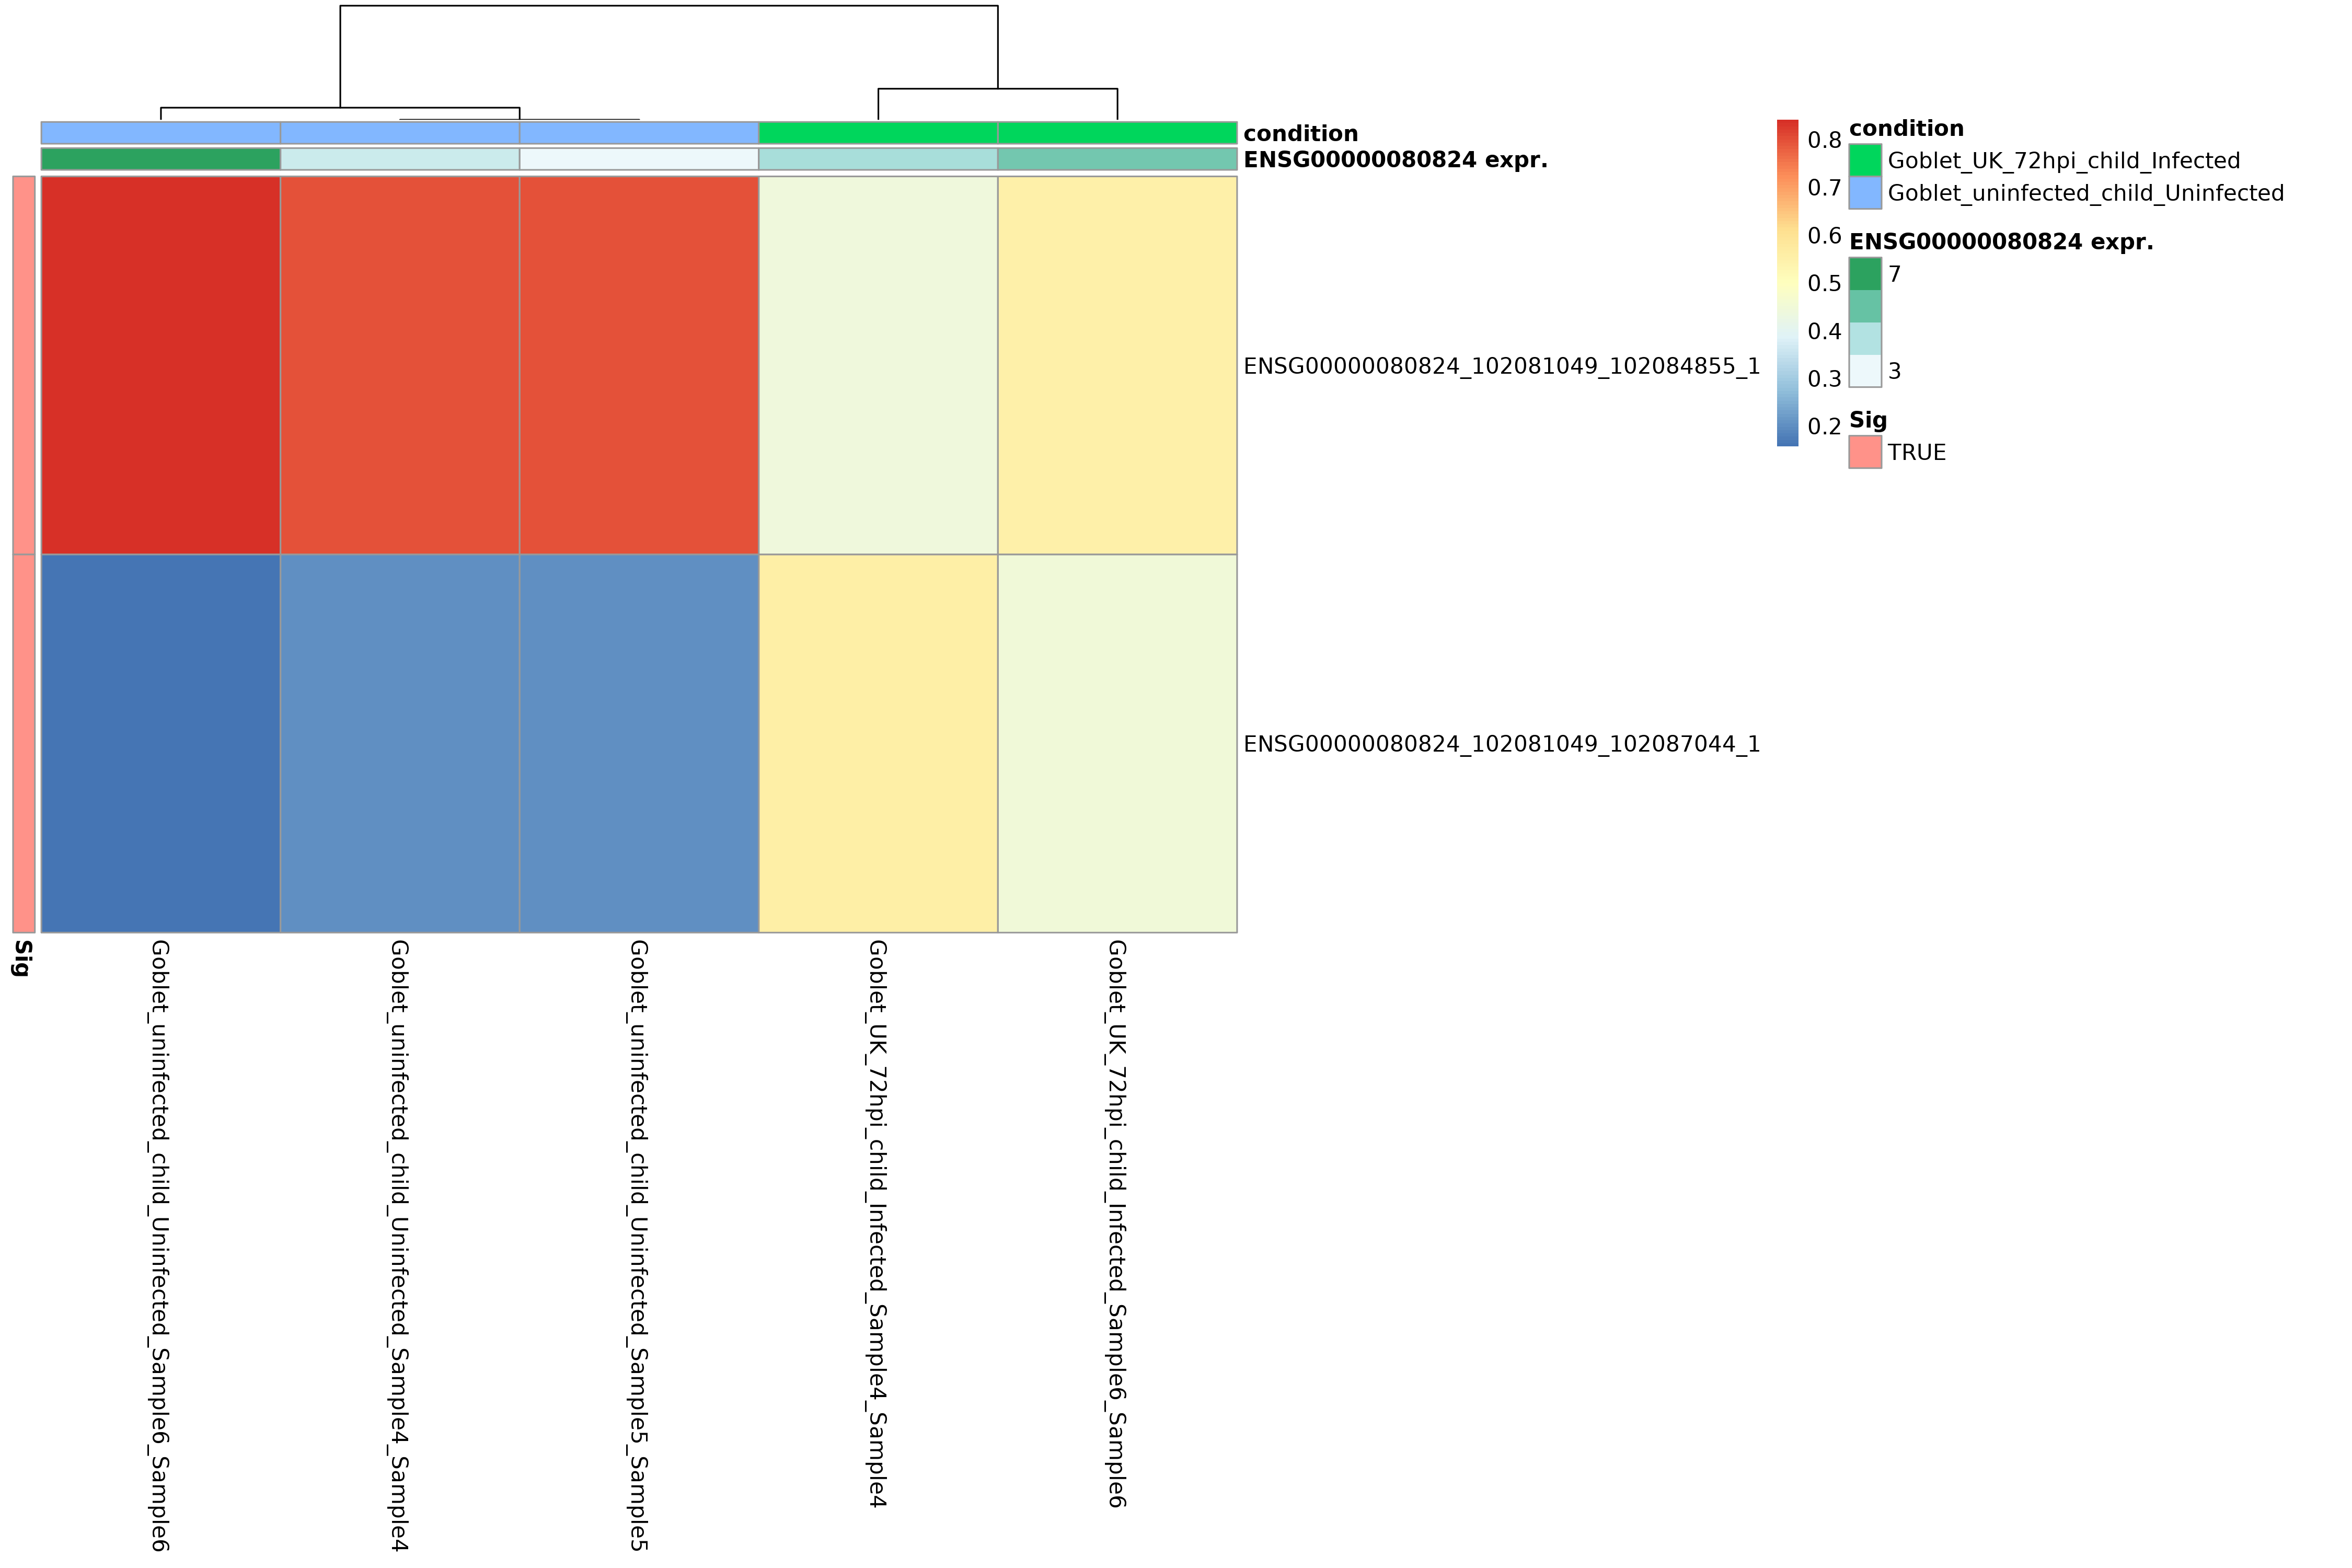 condition
ENSG00000080824 expr.
ENSG00000080824_102081049_102084855_1
ENSG00000080824_102081049_102087044_1
Sig
Goblet_uninfected_child_Uninfected_Sample6_Sample6
Goblet_uninfected_child_Uninfected_Sample4_Sample4
Goblet_uninfected_child_Uninfected_Sample5_Sample5
Goblet_UK_72hpi_child_Infected_Sample4_Sample4
Goblet_UK_72hpi_child_Infected_Sample6_Sample6
0.8
0.7
0.6
0.5
0.4
0.3
0.2
condition
Goblet_UK_72hpi_child_Infected
Goblet_uninfected_child_Uninfected
ENSG00000080824 expr.
7
3
Sig
TRUE